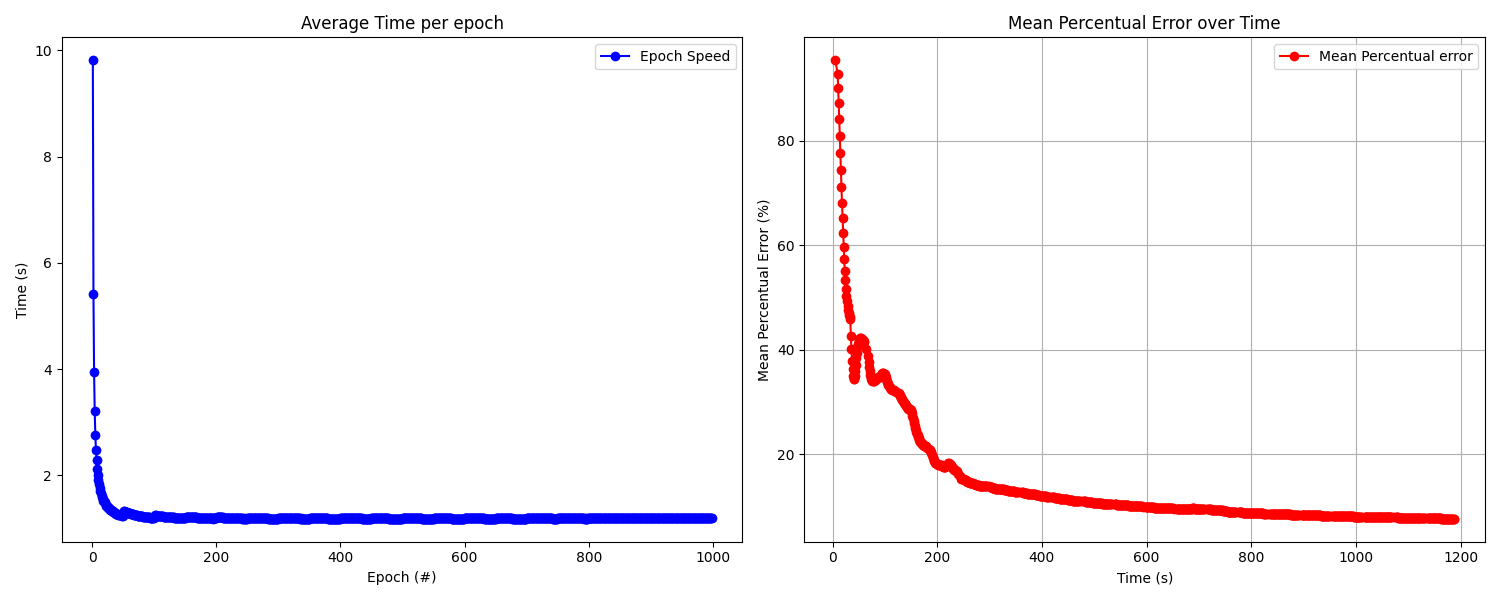 Average Time per epoch
Epoch Speed
Time (s)
10
8
6
4
2
0
200
400
600
800
1000
Epoch (#)
Mean Percentual Error over Time
Mean Percentual error
Mean Percentual Error (%)
80
60
40
20
0
200
400
600
800
1000
1200
Time (s)